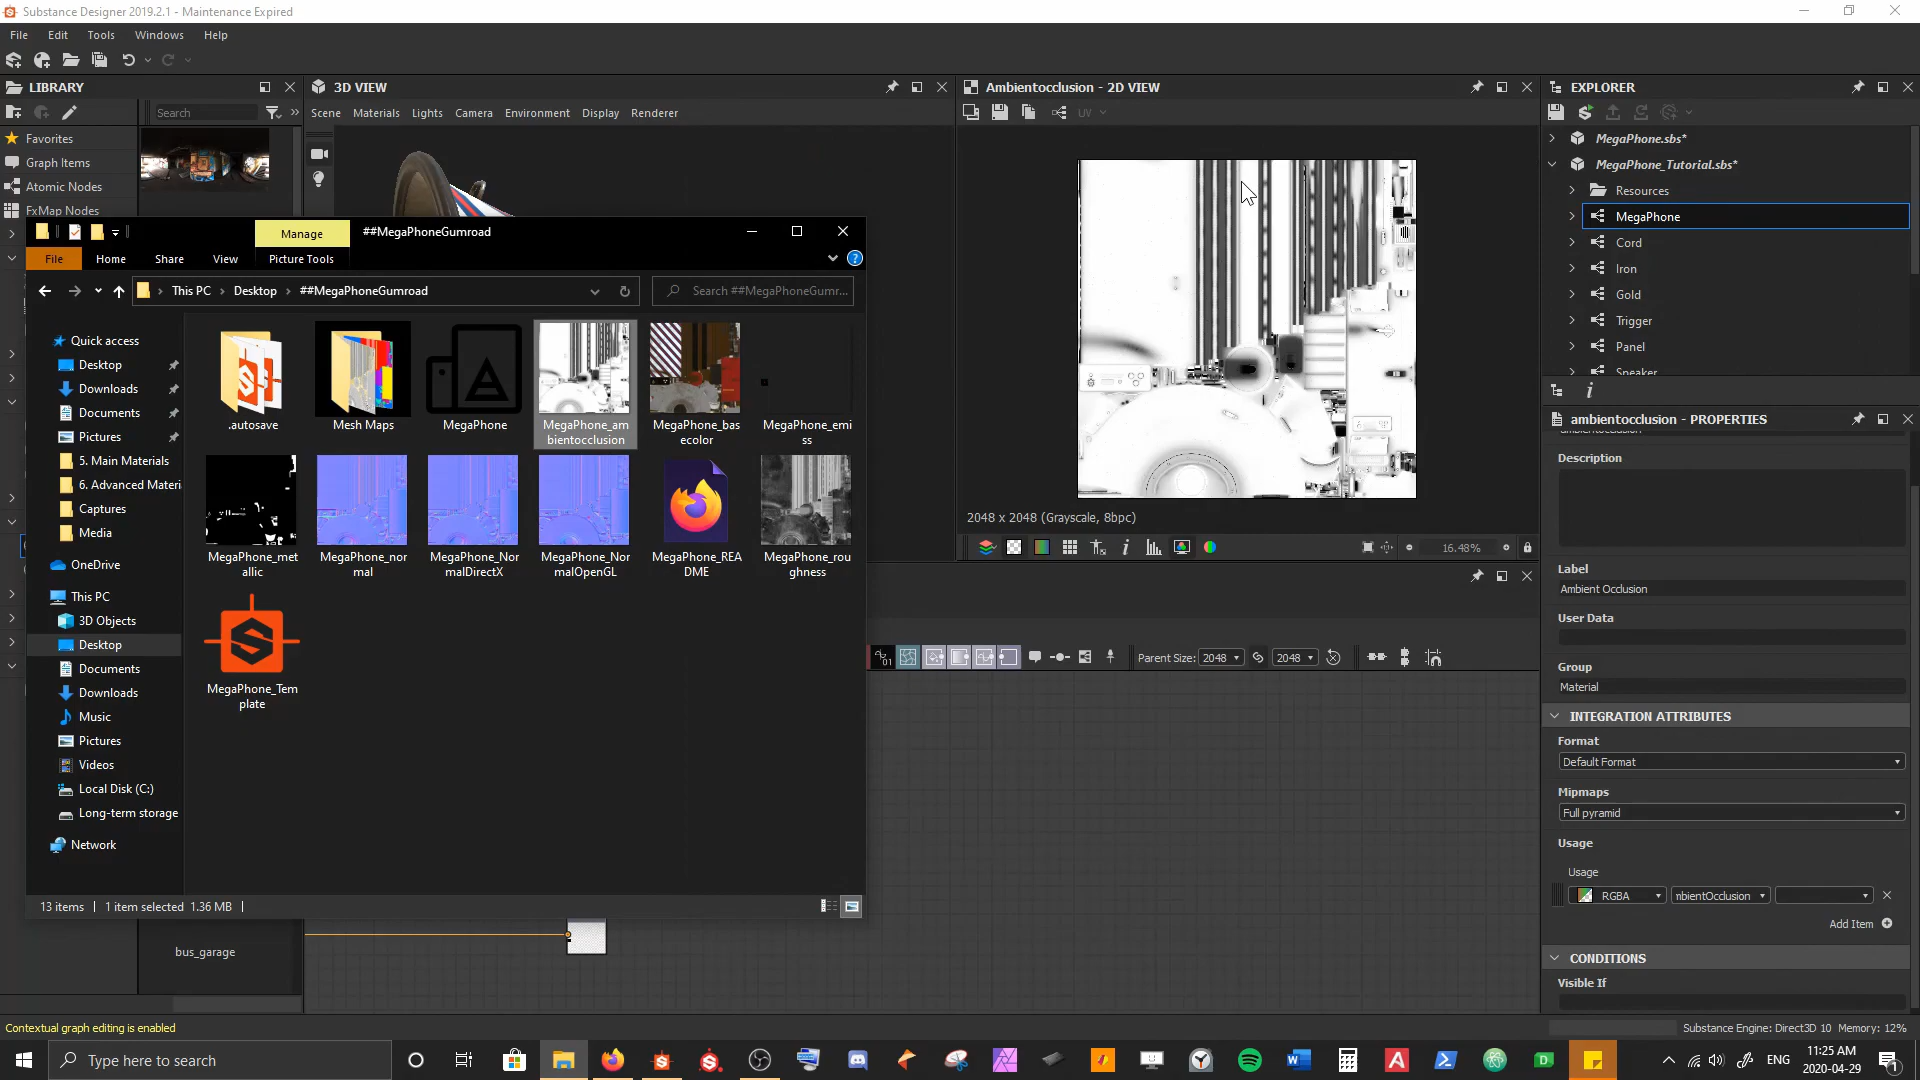 Substance Designer 2019.2.1 - Maintenance Expired
File Edit Tools Windows Help
LIBRARY
Search
Favorites
Graph Items
Atomic Nodes
FxMap Nodes
bus_garage
3D VIEW
Scene Materials Lights Camera Environment Display Renderer
Manage
##MegaPhoneGumroad
File Home Share View Picture Tools
This PC Desktop ##MegaPhoneGumroad
Search ##MegaPhoneGumr...
Quick access
Desktop
Downloads
Documents
Pictures
5. Main Materials
6. Advanced Materi
Captures
Media
OneDrive
This PC
3D Objects
Desktop
Documents
Downloads
Music
Pictures
Videos
Local Disk (C:)
Long-term storage
Network
.autosave
Mesh Maps
MegaPhone
MegaPhone_am
bientocclusion
MegaPhone_bas
ecolor
MegaPhone_emi
ss
MegaPhone_met
allic
MegaPhone_nor
mal
MegaPhone_No
rmalDirectX
MegaPhone_Nor
malOpenGL
MegaPhone_REA
DME
MegaPhone_rou
ghness
MegaPhone_Tem
plate
13 items 1 item selected 1.36 MB
Ambientocclusion - 2D VIEW
UV
2048 x 2048 (Grayscale, 8bpc)
16.48%
01
Parent Size: 2048 2048
EXPLORER
MegaPhone.sbs*
MegaPhone_Tutorial.sbs*
Resources
MegaPhone
Cord
Iron
Gold
Trigger
Panel
Speaker
ambientocclusion - PROPERTIES
Description
Label
Ambient Occlusion
User Data
Group
Material
INTEGRATION ATTRIBUTES
Format
Default Format
Mipmaps
Full pyramid
Usage
Usage
RGBA nbientOcclusion
Add Item
CONDITIONS
Visible If
Contextual graph editing is enabled
Substance Engine: Direct3D 10 Memory: 12%
Type here to search
ENG
11:25 AM
2020-04-29